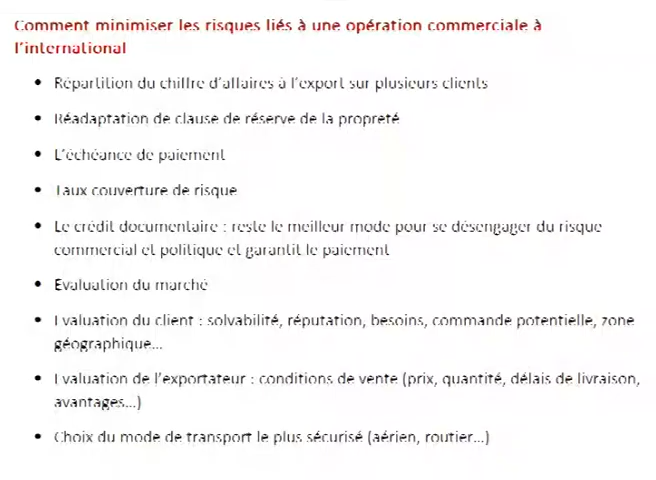 Comment minimiser les risques liés à une opération commerciale à
l'international
• Répartition du chiffre d'affaires à l'export sur plusieurs clients
• Réadaptation de clause de réserve de la propreté
• L'échéance de paiement
• Taux couverture de risque
• Le crédit documentaire : reste le meilleur mode pour se désengager du risque
commercial et politique et garantit le paiement
• Evaluation du marché
• Evaluation du client : solvabilité, réputation, besoins, commande potentielle, zone
géographique...
• Evaluation de l'exportateur : conditions de vente (prix, quantité, délais de livraison,
avantages...)
• Choix du mode de transport le plus sécurisé (aérien, routier...)